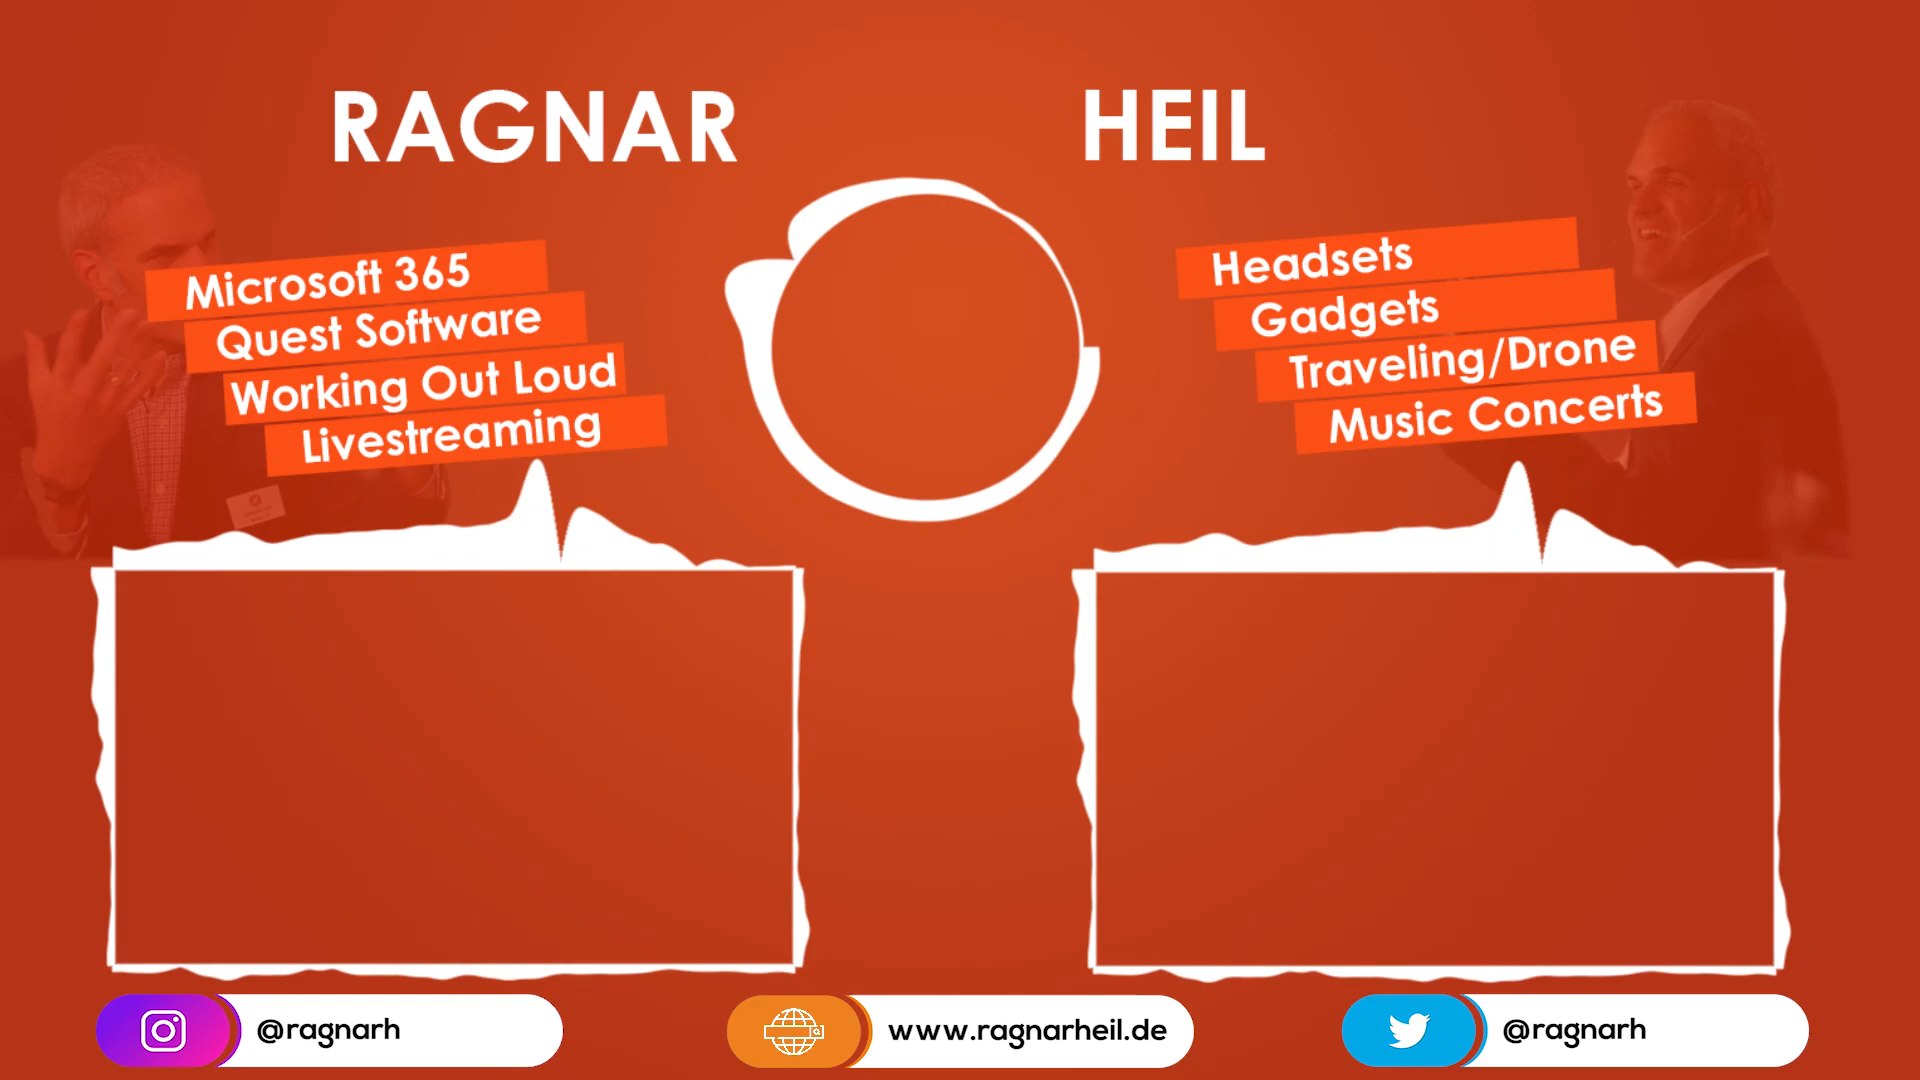 RAGNAR HEIL
Microsoft 365
Quest Software
Working Out Loud
Livestreaming
Headsets
Gadgets
Traveling/Drone
Music Concerts
@ragnarh
www.ragnarheil.de
@ragnarh